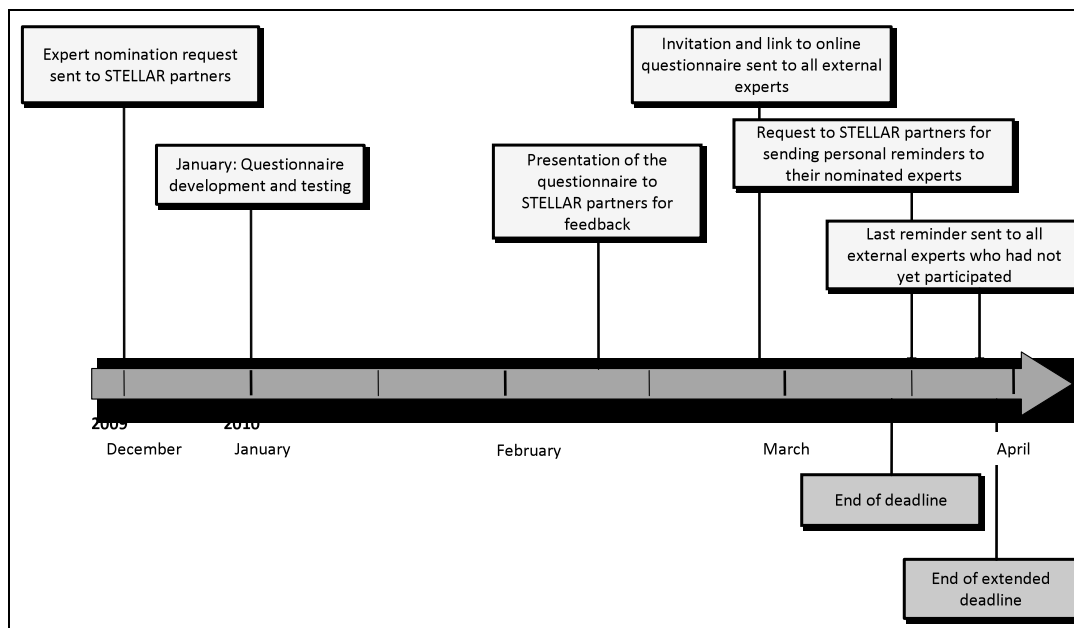 Expert nomination request
sent to STELLAR partners
Invitation and link to online
questionnaire sent to all external
experts
January: Questionnaire
development and testing
Presentation of the
questionnaire to
STELLAR partners for
feedback
Request to STELLAR partners for
sending personal reminders to
their nominated experts
Last reminder sent to all
external experts who had not
yet participated
2009
2010
December
January
February
March
April
End of deadline
End of extended
deadline